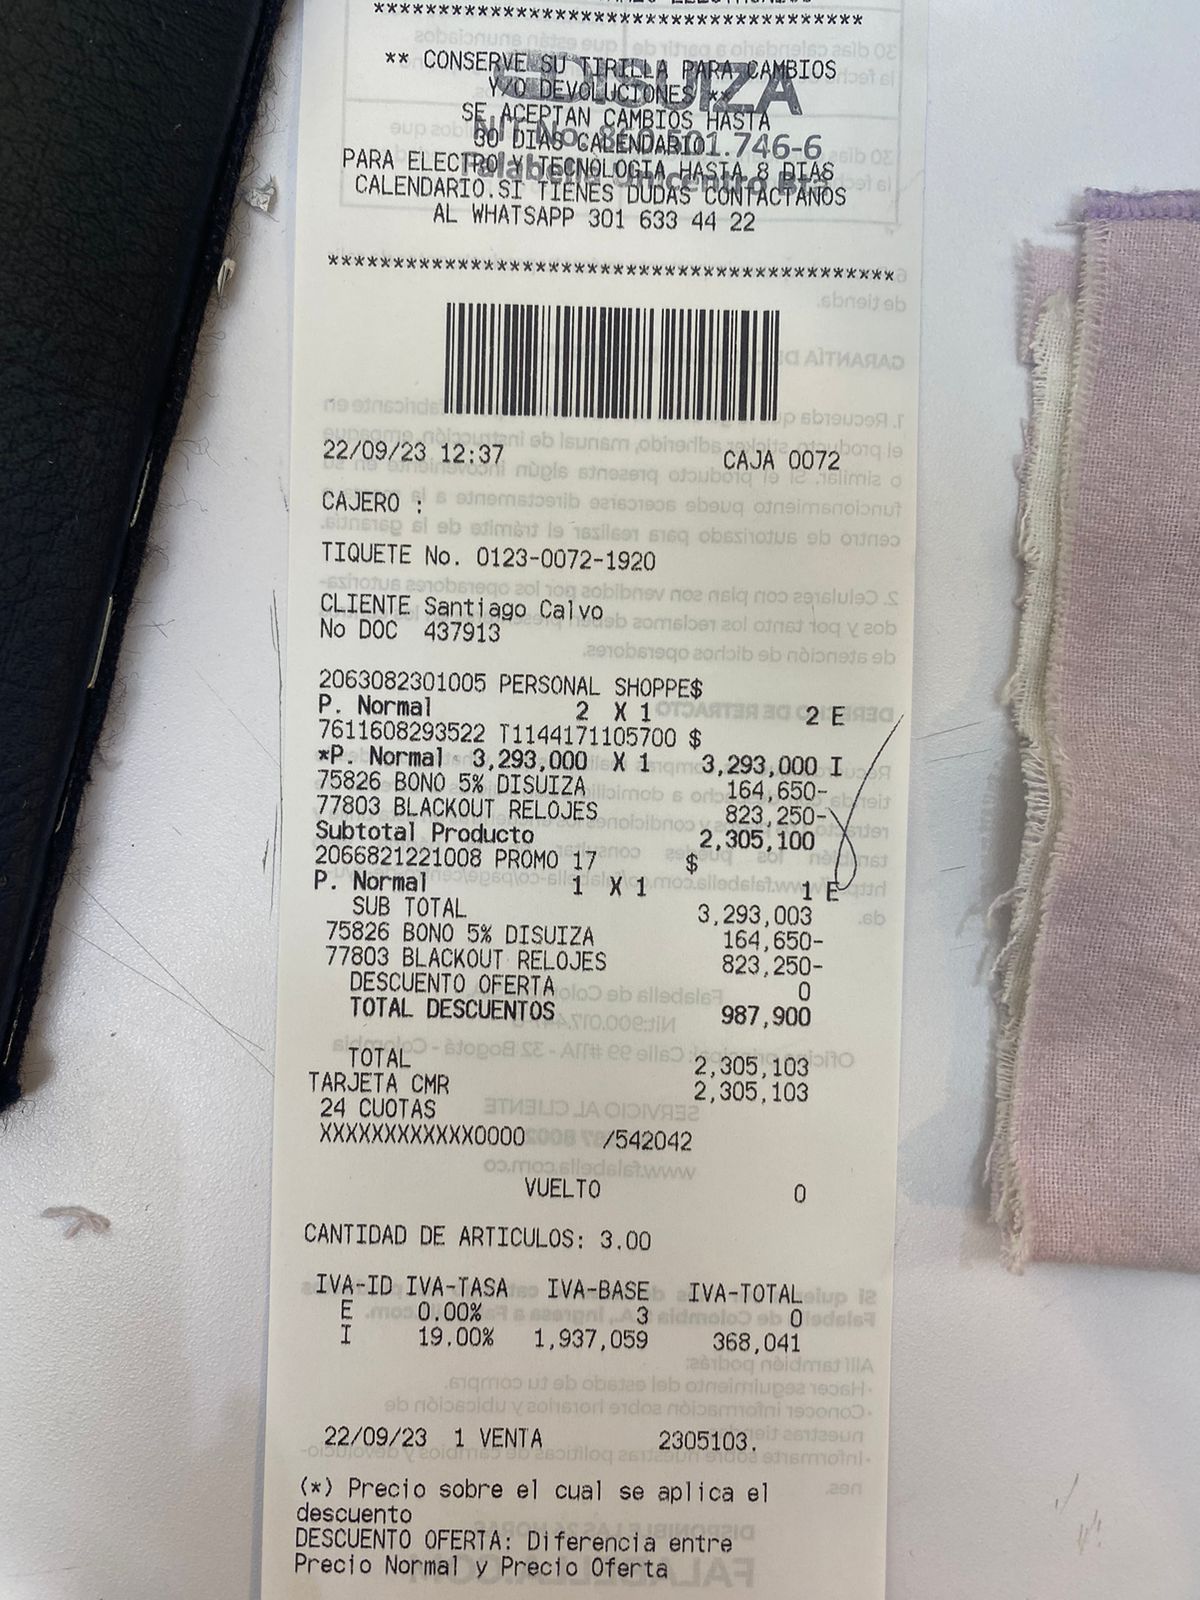 ******************************************
** CONSERVE SU TIRILLA PARA CAMBIOS
Y/O DEVOLUCIONES **
SE ACEPTAN CAMBIOS HASTA
30 DIAS CALENDARIO.
PARA ELECTRO Y TECNOLOGIA HASTA 8 DIAS
CALENDARIO.SI TIENES DUDAS CONTACTANOS
AL WHATSAPP 301 633 44 22
EDISUIZA
NIT No. 860.501.746-6
Falabella Unicentro
*********************************************
22/09/23 12:37 CAJA 0072
CAJERO :
TIQUETE No. 0123-0072-1920
CLIENTE Santiago Calvo
No DOC 437913
2063082301005 PERSONAL SHOPPE$
P. Normal 2 X 1 2 E
7611608293522 T1144171105700 $
*P. Normal 3,293,000 X 1 3,293,000 I
75826 BONO 5% DISUIZA 164,650-
77803 BLACKOUT RELOJES 823,250-
Subtotal Producto 2,305,100
2066821221008 PROMO 17 $
P. Normal 1 X 1 1 E
SUB TOTAL 3,293,003
75826 BONO 5% DISUIZA 164,650-
77803 BLACKOUT RELOJES 823,250-
DESCUENTO OFERTA 0
TOTAL DESCUENTOS 987,900
TOTAL 2,305,103
TARJETA CMR 2,305,103
24 CUOTAS
XXXXXXXXXXXX0000 /542042
VUELTO 0
CANTIDAD DE ARTICULOS: 3.00
IVA-ID IVA-TASA IVA-BASE IVA-TOTAL
E 0.00% 3 0
I 19.00% 1,937,059 368,041
22/09/23 1 VENTA 2305103.
(*) Precio sobre el cual se aplica el
descuento
DESCUENTO OFERTA: Diferencia entre
Precio Normal y Precio Oferta